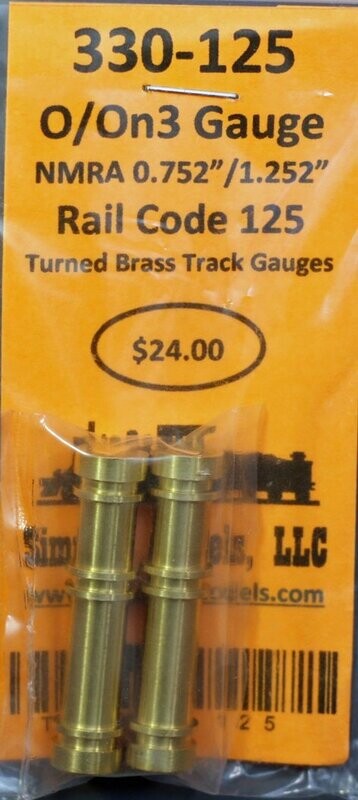 330-125
O/On3 Gauge
NMRA 0.752"/1.252"
Rail Code 125
Turned Brass Track Gauges
$24.00
LLC
125